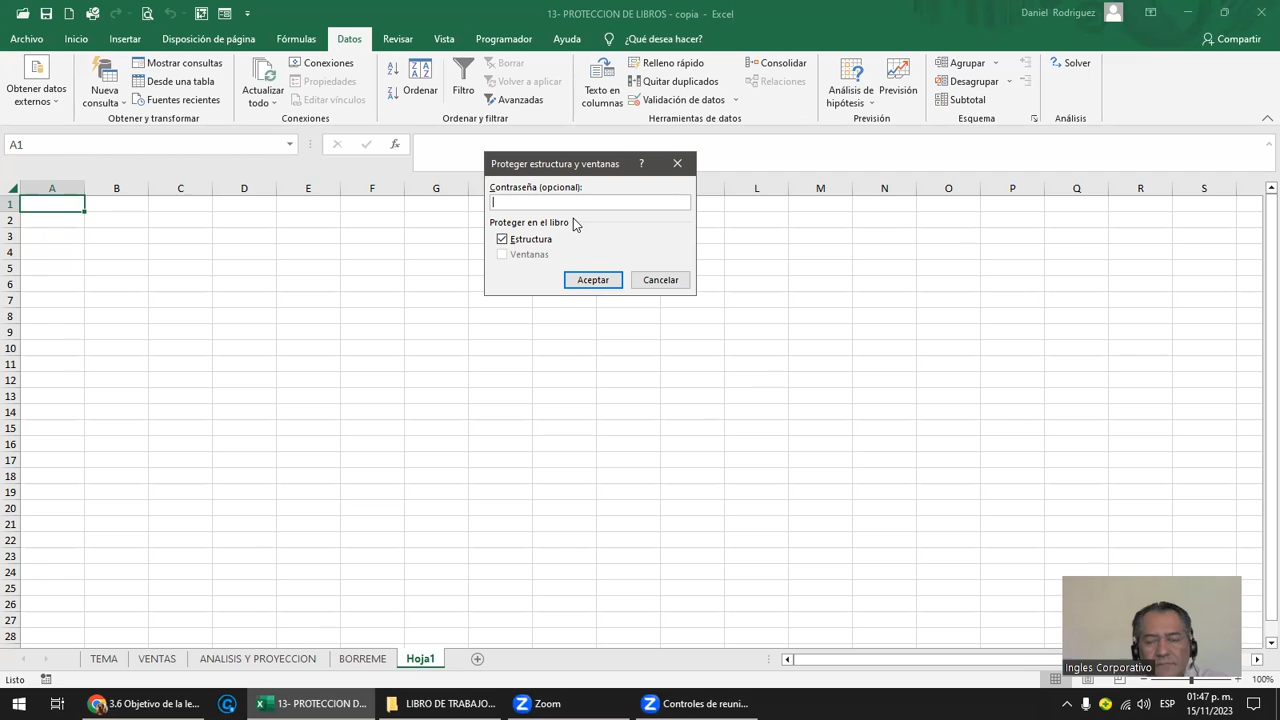 13- PROTECCION DE LIBROS - copia - Excel
Daniel Rodriguez
Archivo Inicio Insertar Disposición de página Fórmulas Datos Revisar Vista Programador Ayuda ¿Qué desea hacer? Compartir
Obtener datos externos
Nueva consulta
Mostrar consultas
Desde una tabla
Fuentes recientes
Obtener y transformar
Actualizar todo
Conexiones
Propiedades
Editar vínculos
Conexiones
Ordenar
Filtro
Borrar
Volver a aplicar
Avanzadas
Ordenar y filtrar
Texto en columnas
Relleno rápido
Quitar duplicados
Validación de datos
Consolidar
Relaciones
Herramientas de datos
Análisis de hipótesis
Previsión
Previsión
Agrupar
Desagrupar
Subtotal
Esquema
Solver
Análisis
A1
fx
Proteger estructura y ventanas ?
Contraseña (opcional):
Proteger en el libro
Estructura
Ventanas
Aceptar Cancelar
A B C D E F G L M N O P Q R S
1
2
3
4
5
6
7
8
9
10
11
12
13
14
15
16
17
18
19
20
21
22
23
24
25
26
27
28
Ingles Corporativo
TEMA VENTAS ANALISIS Y PROYECCION BORREME Hoja1
Listo
100%
3.6 Objetivo de la le...
13- PROTECCION D...
LIBRO DE TRABAJO...
Zoom
Controles de reuni...
ESP
01:47 p. m.
15/11/2023